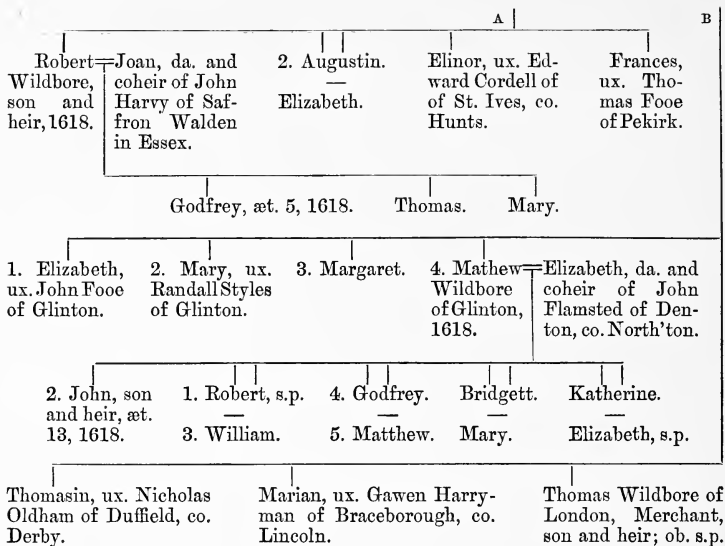 A B
Robert Wildbore, son and heir, 1618.
Joan, da. and coheir of John Harvy of Saffron Walden in Essex.
2. Augustin.
—
Elizabeth.
Elinor, ux. Edward Cordell of of St. Ives, co. Hunts.
Frances, ux. Thomas Fooe of Pekirk.
Godfrey, æt. 5, 1618. Thomas. Mary.
1. Elizabeth, ux. John Fooe of Glinton.
2. Mary, ux. Randall Styles of Glinton.
3. Margaret.
4. Mathew Wildbore of Glinton, 1618.
Elizabeth, da. and coheir of John Flamsted of Denton, co. North'ton.
2. John, son and heir, æt. 13, 1618.
1. Robert, s.p.
—
3. William.
4. Godfrey.
—
5. Matthew.
Bridgett.
—
Mary.
Katherine.
—
Elizabeth, s.p.
Thomasin, ux. Nicholas Oldham of Duffield, co. Derby.
Marian, ux. Gawen Harryman of Braceborough, co. Lincoln.
Thomas Wildbore of London, Merchant, son and heir; ob. s.p.